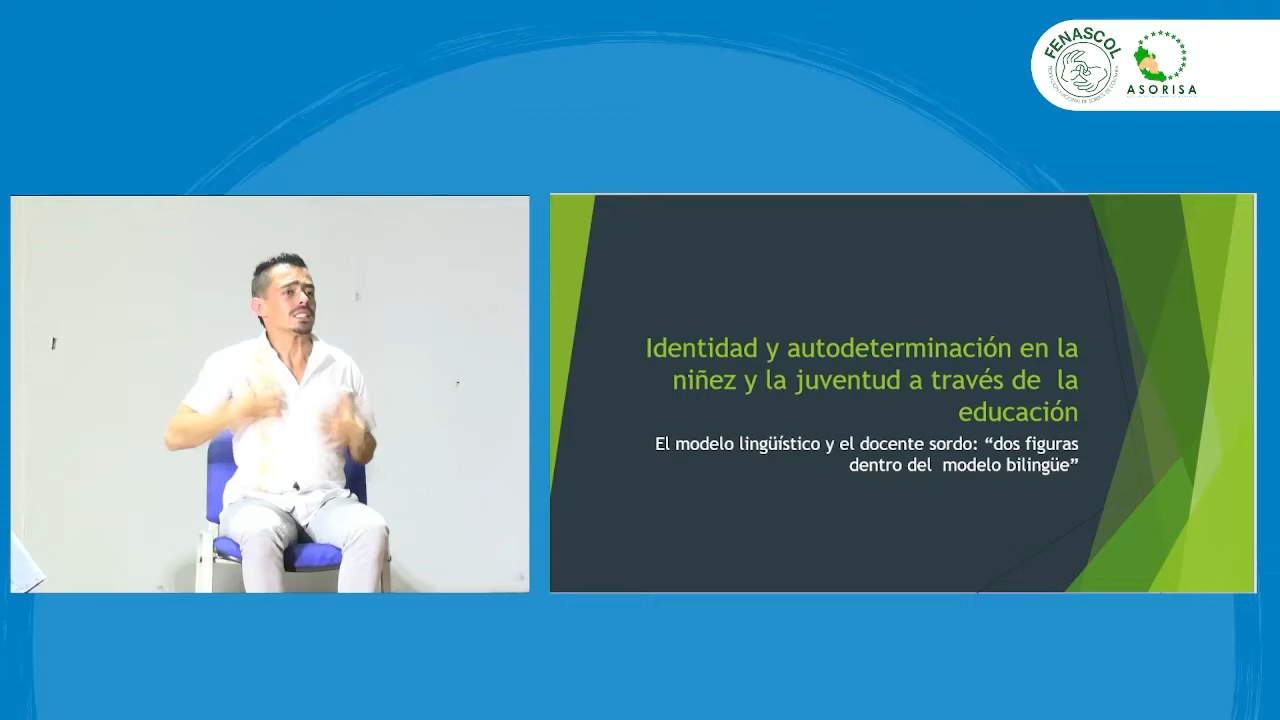 FENASCOL
ASORISA
Identidad y autodeterminación en la
niñez y la juventud a través de la
educación
El modelo lingüístico y el docente sordo: “dos figuras
dentro del modelo bilingüe”